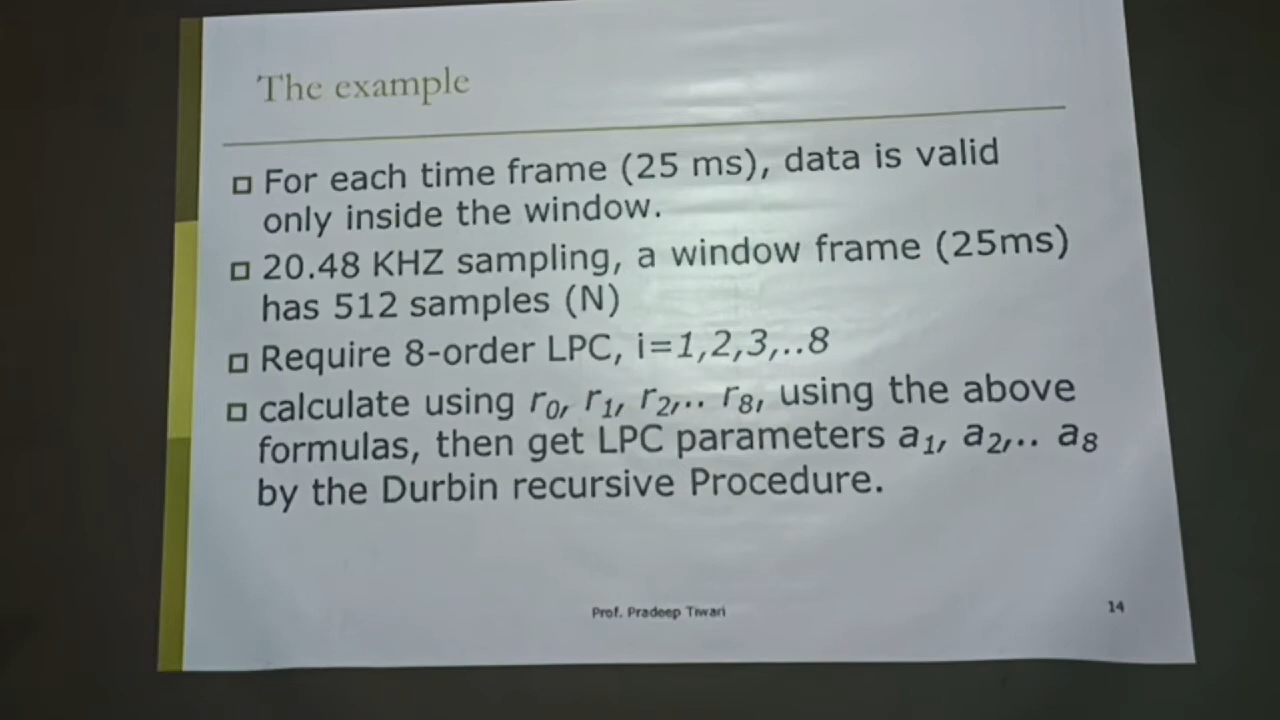 The example
For each time frame (25 ms), data is valid
only inside the window.
20.48 KHZ sampling, a window frame (25ms)
has 512 samples (N)
Require 8-order LPC, i=1,2,3,..8
calculate using r0, r1, r2,.. r8, using the above
formulas, then get LPC parameters a1, a2,.. a8
by the Durbin recursive Procedure.
Prof. Pradeep Tiwari
14